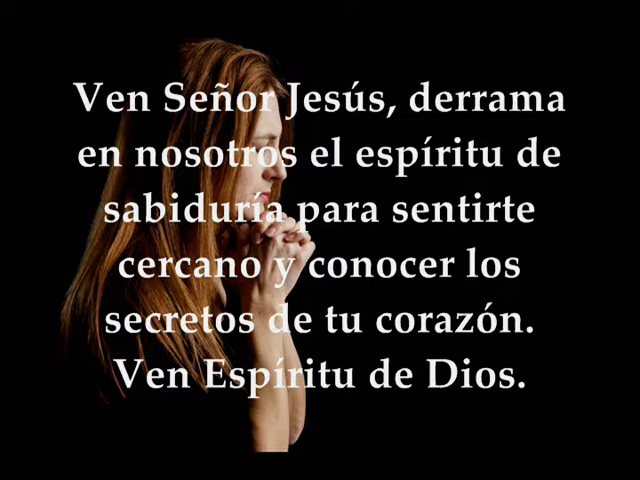 Ven Señor Jesús, derrama
en nosotros el espíritu de
sabiduría para sentirte
cercano y conocer los
secretos de tu corazón.
Ven Espíritu de Dios.